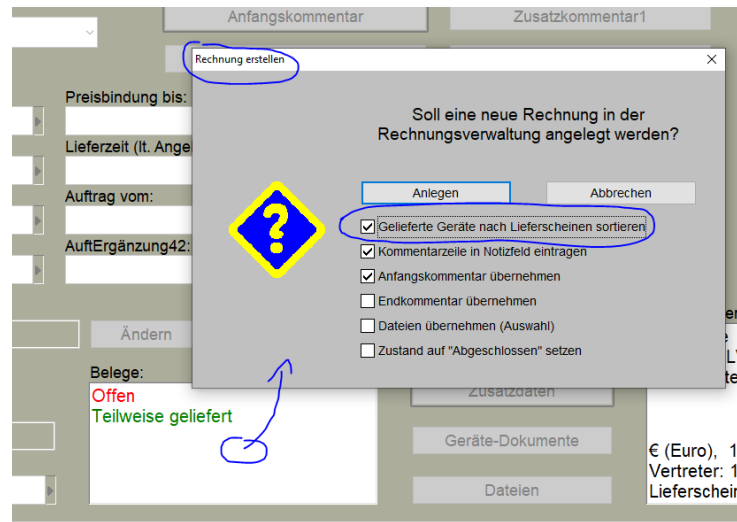 Anfangskommentar
Zusatzkommentar1
Rechnung erstellen
Preisbindung bis:
Soll eine neue Rechnung in der
Rechnungsverwaltung angelegt werden?
Lieferzeit (lt. Ange
Anlegen
Abbrechen
Auftrag vom:
Gelieferte Geräte nach Lieferscheinen sortieren
AuftErgänzung42:
Kommentarzeile in Notizfeld eintragen
Anfangskommentar übernehmen
Endkommentar übernehmen
Ändern
Dateien übernehmen (Auswahl)
Zustand auf "Abgeschlossen" setzen
Belege:
Offen
Zusatzdaten
Teilweise geliefert
Geräte-Dokumente
€ (Euro), 1
Vertreter: 1
Dateien
Lieferschein